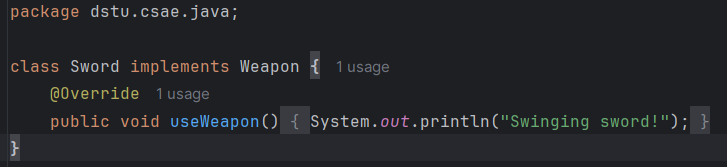 package dstu.csae.java;
class Sword implements Weapon { 1 usage
@Override 1 usage
public void useWeapon() { System.out.println("Swinging sword!"); }
}